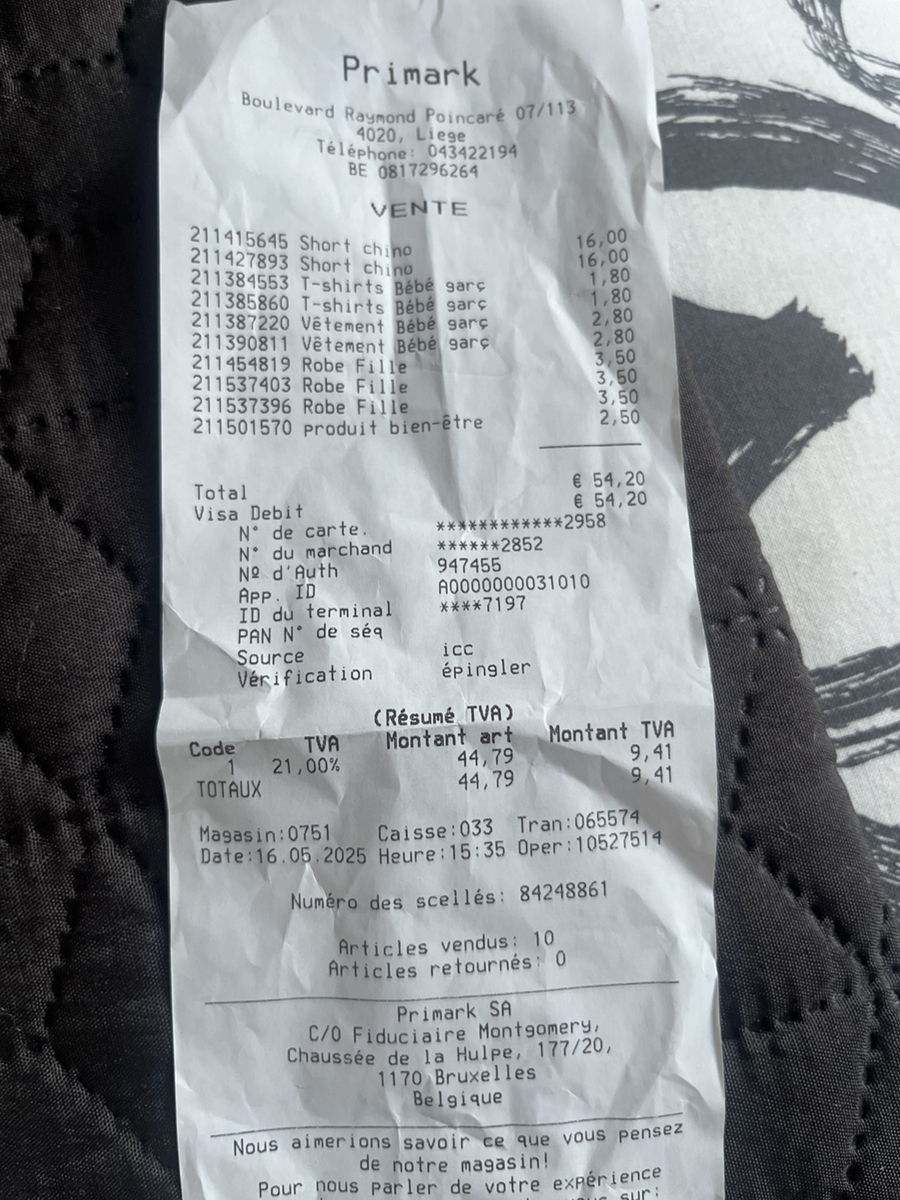 Primark
Boulevard Raymond Poincaré 07/113
4020, Liege
Téléphone: 043422194
BE 0817296264
VENTE
211415645 Short chino 16,00
211427893 Short chino 16,00
211384553 T-shirts Bébé garç 1,80
211385860 T-shirts Bébé garç 1,80
211387220 Vêtement Bébé garç 2,80
211390811 Vêtement Bébé garç 2,80
211454819 Robe Fille 3,50
211537403 Robe Fille 3,50
211537396 Robe Fille 3,50
211501570 produit bien-être 2,50
Total € 54,20
Visa Debit € 54,20
N° de carte. ************2958
N° du marchand ******2852
Nº d'Auth 947455
App. ID A0000000031010
ID du terminal ****7197
PAN N° de séq
Source icc
Vérification épingler
(Résumé TVA)
Code TVA Montant art Montant TVA
1 21,00% 44,79 9,41
TOTAUX 44,79 9,41
Magasin:0751 Caisse:033 Tran:065574
Date:16.05.2025 Heure:15:35 Oper:10527514
Numéro des scellés: 84248861
Articles vendus: 10
Articles retournés: 0
Primark SA
C/O Fiduciaire Montgomery,
Chaussée de la Hulpe, 177/20,
1170 Bruxelles
Belgique
Nous aimerions savoir ce que vous pensez
de notre magasin!
Pour nous parler de votre expérience
sur: